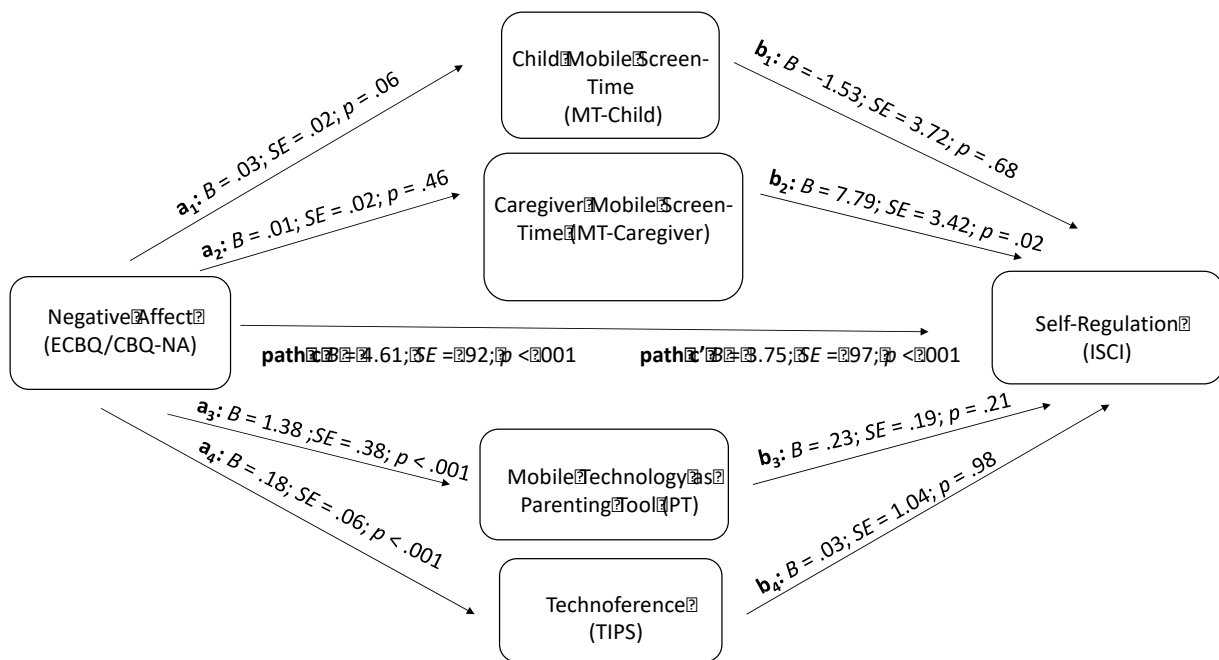 Child Mobile Screen-
Time
(MT-Child)
b1: B = -1.53; SE = 3.72; p = .68
a1: B = .03; SE = .02; p = .06
Caregiver Mobile Screen-
Time (MT-Caregiver)
b2: B = 7.79; SE = 3.42; p = .02
a2: B = .01; SE = .02; p = .46
Negative Affect
(ECBQ/CBQ-NA)
Self-Regulation
(ISCI)
path c B = 4.61; SE = .92; p < .001
path c' B = 3.75; SE = .97; p < .001
a3: B = 1.38 ;SE = .38; p < .001
b3: B = .23; SE = .19; p = .21
a4: B = .18; SE = .06; p < .001
Mobile Technology as
Parenting Tool (PT)
b4: B = .03; SE = 1.04; p = .98
Technoference
(TIPS)